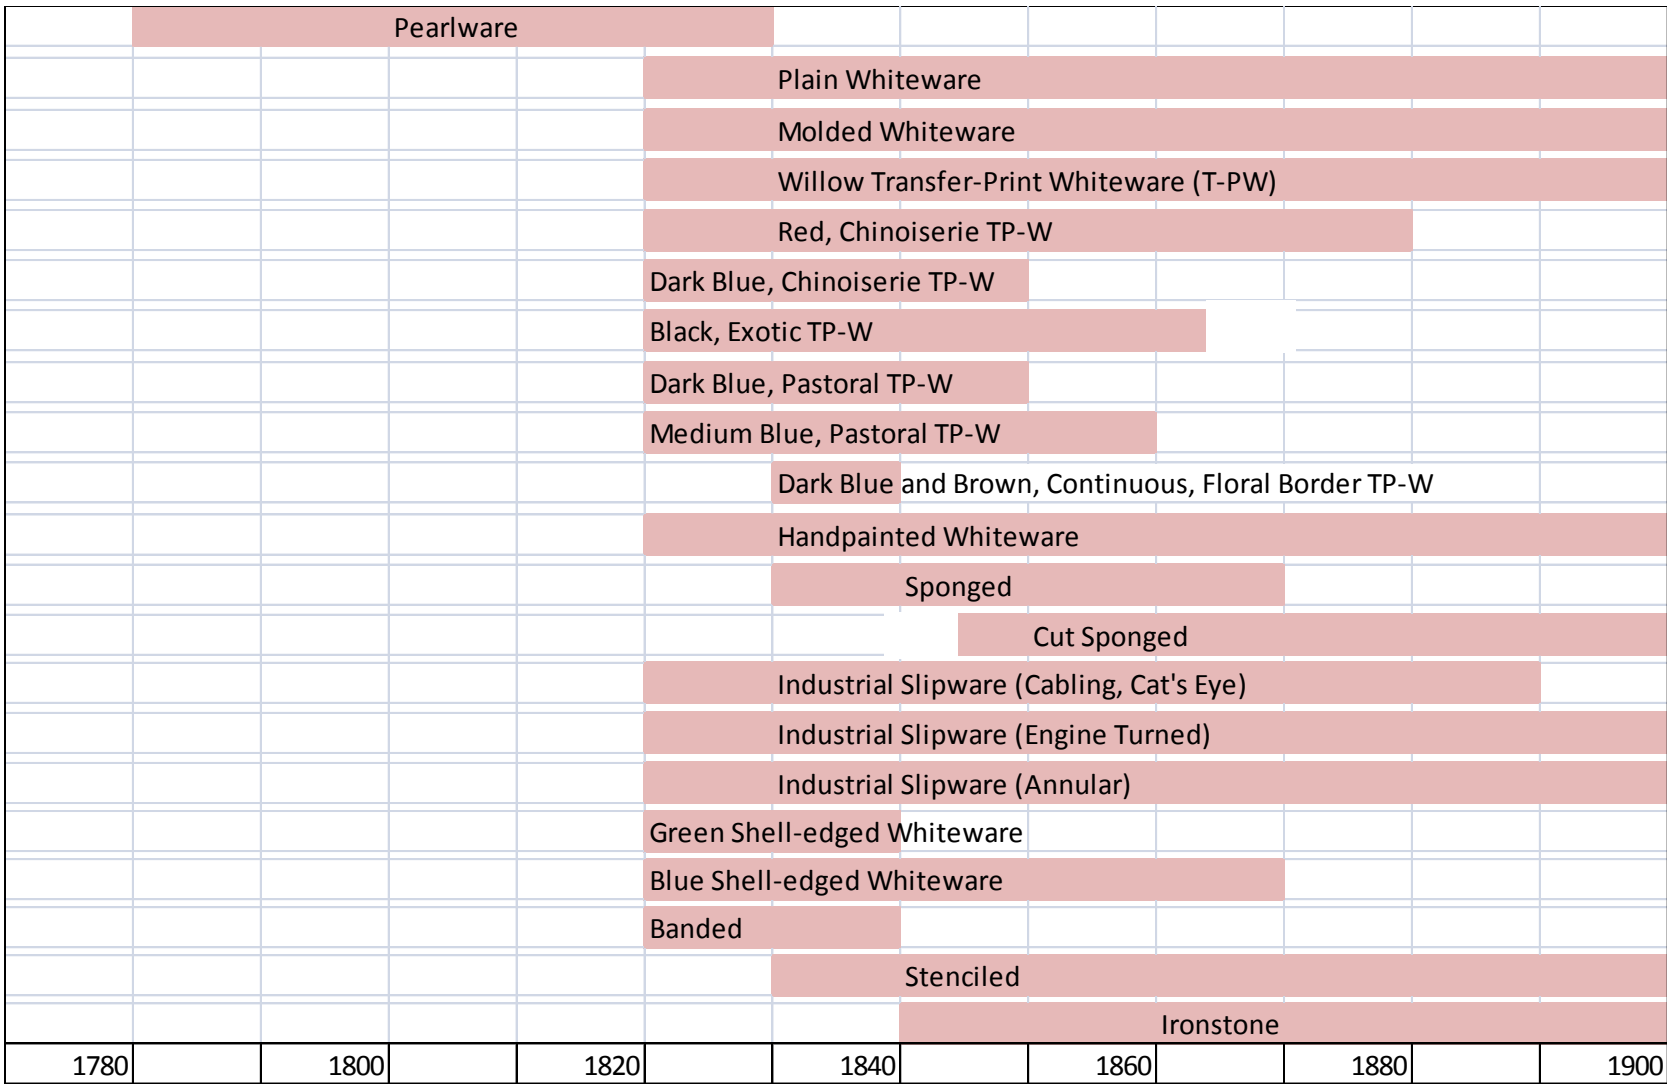 Pearlware
Plain Whiteware
Molded Whiteware
Willow Transfer-Print Whiteware (T-PW)
Red, Chinoiserie TP-W
Dark Blue, Chinoiserie TP-W
Black, Exotic TP-W
Dark Blue, Pastoral TP-W
Medium Blue, Pastoral TP-W
Dark Blue and Brown, Continuous, Floral Border TP-W
Handpainted Whiteware
Sponged
Cut Sponged
Industrial Slipware (Cabling, Cat's Eye)
Industrial Slipware (Engine Turned)
Industrial Slipware (Annular)
Green Shell-edged Whiteware
Blue Shell-edged Whiteware
Banded
Stenciled
Ironstone
1780 1800 1820 1840 1860 1880 1900